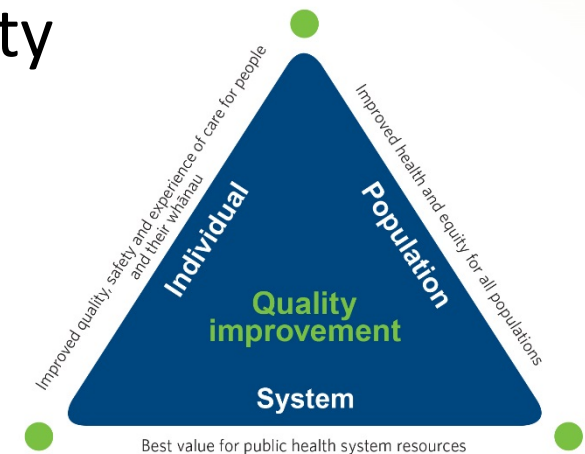 ty
Improved quality, safety and experience of care for people
and their whānau
Individual
Population
Improved health and equity for all populations
Quality
improvement
System
Best value for public health system resources